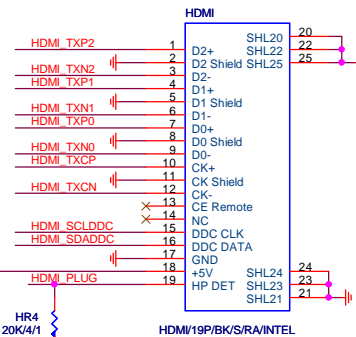 HDMI
HDMI_TXP2 1 D2+ SHL20 20
2 D2 Shield SHL22 22
HDMI_TXN2 3 D2- SHL25 25
HDMI_TXP1 4 D1+
5 D1 Shield
HDMI_TXN1 6 D1-
HDMI_TXP0 7 D0+
8 D0 Shield
HDMI_TXN0 9 D0-
HDMI_TXCP 10 CK+
11 CK Shield
HDMI_TXCN 12 CK-
13 CE Remote
14 NC
HDMI_SCLDDC 15 DDC CLK
HDMI_SDADDC 16 DDC DATA
17 GND
18 +5V SHL24 24
HDMI_PLUG 19 HP DET SHL23 23
SHL21 21
HR4
20K/4/1
HDMI/19P/BK/S/RA/INTEL